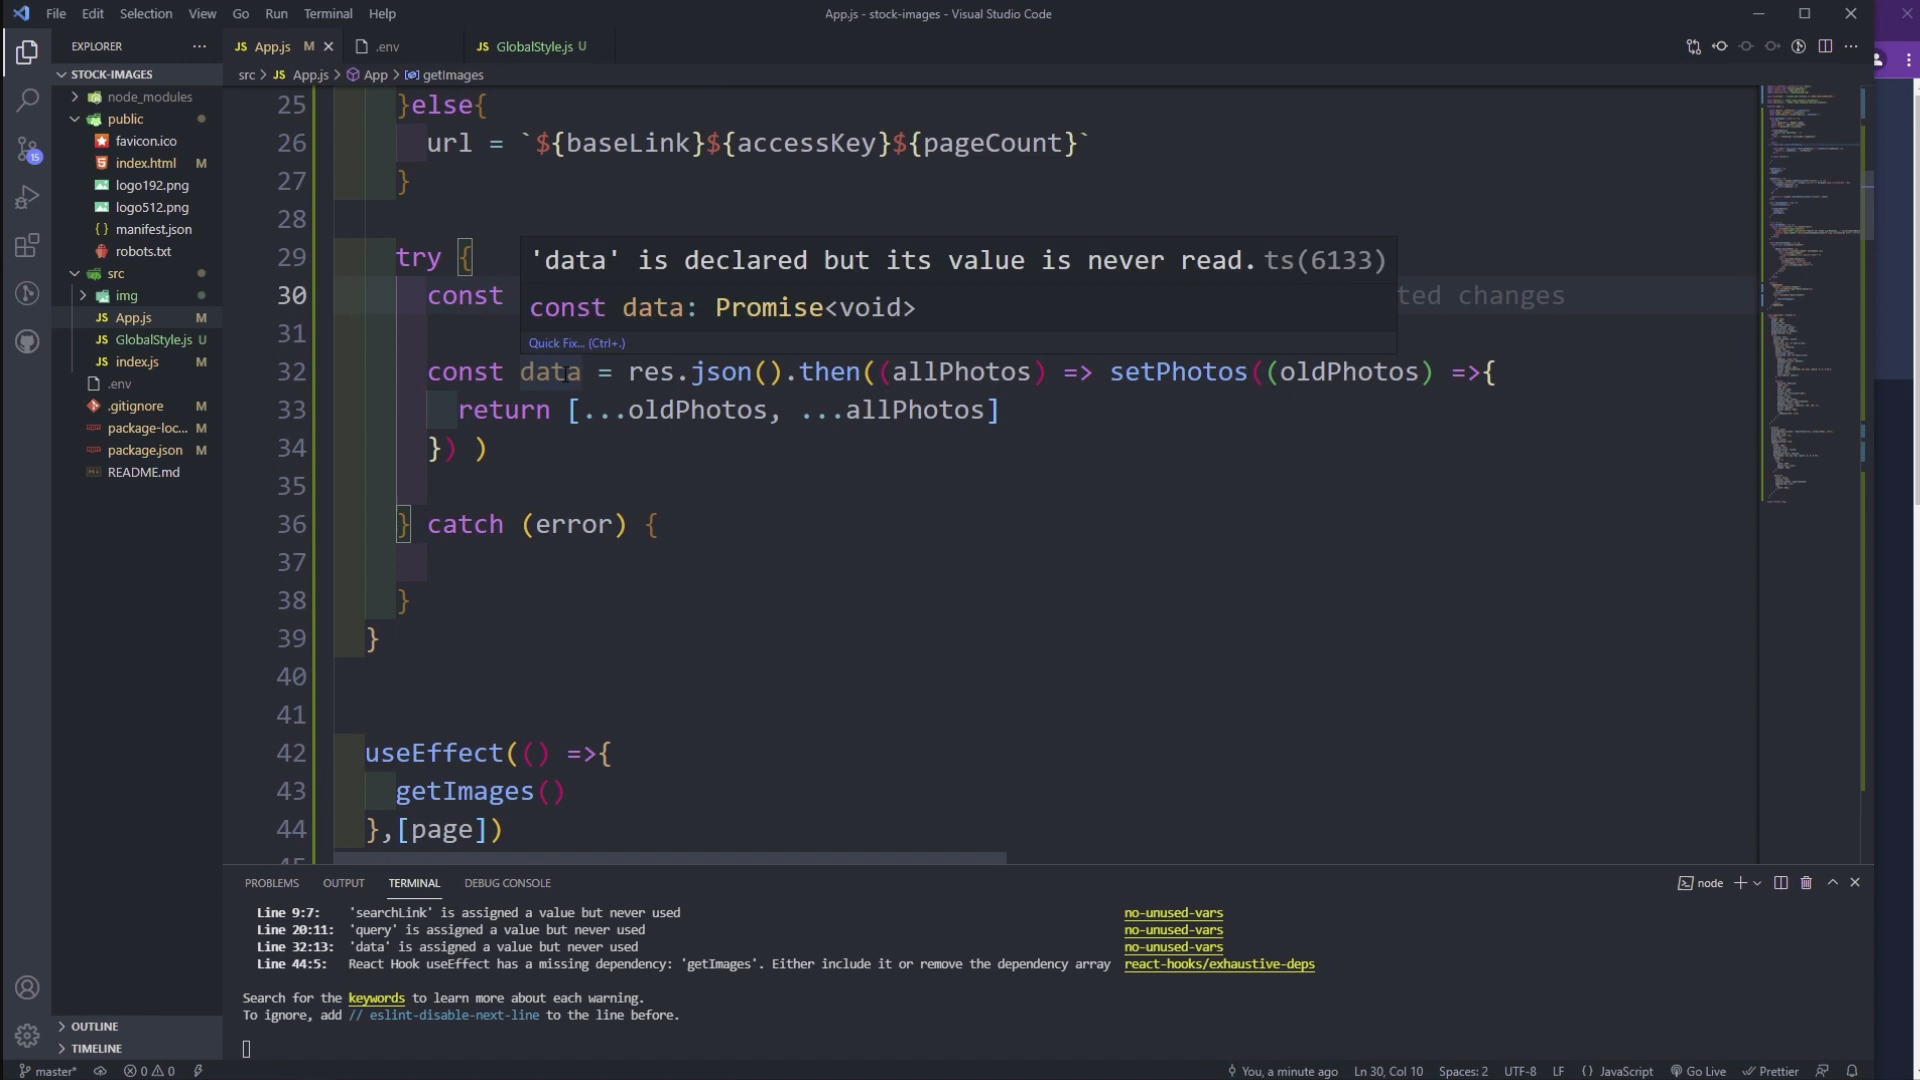 File Edit Selection View Go Run Terminal Help
App.js - stock-images - Visual Studio Code
EXPLORER
JS App.js M
.env
JS GlobalStyle.js U
STOCK-IMAGES
src > JS App.js > App > getImages
node_modules
public
favicon.ico
index.html M
logo192.png
logo512.png
manifest.json
robots.txt
src
img
JS App.js M
JS GlobalStyle.js U
JS index.js M
.env
.gitignore M
package-loc... M
package.json M
README.md
OUTLINE
TIMELINE
15
25 }else{
26 url = `${baseLink}${accessKey}${pageCount}`
27 }
28
29 try {
30 const
ted changes
'data' is declared but its value is never read. ts(6133)
const data: Promise<void>
Quick Fix... (Ctrl+.)
31
32 const data = res.json().then((allPhotos) => setPhotos((oldPhotos) =>{
33 return [...oldPhotos, ...allPhotos]
34 }) )
35
36 } catch (error) {
37
38 }
39 }
40
41
42 useEffect(() =>{
43 getImages()
44 },[page])
45
PROBLEMS OUTPUT TERMINAL DEBUG CONSOLE
node
Line 9:7: 'searchLink' is assigned a value but never used no-unused-vars
Line 20:11: 'query' is assigned a value but never used no-unused-vars
Line 32:13: 'data' is assigned a value but never used no-unused-vars
Line 44:5: React Hook useEffect has a missing dependency: 'getImages'. Either include it or remove the dependency array react-hooks/exhaustive-deps
Search for the keywords to learn more about each warning.
To ignore, add // eslint-disable-next-line to the line before.
master* 0 0
You, a minute ago Ln 30, Col 10 Spaces: 2 UTF-8 LF {} JavaScript Go Live Prettier